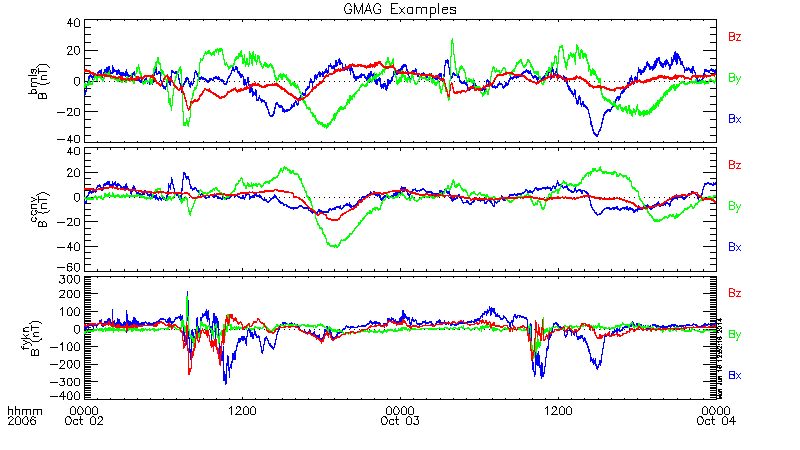 GMAG Examples
40
20
0
−20
−40
bmls
B (nT)
Bz
By
Bx
40
20
0
−20
−40
−60
ccnv
B (nT)
Bz
By
Bx
300
200
100
0
−100
−200
−300
−400
fykn
B (nT)
Bz
By
Bx
hhmm 0000 1200 0000 1200 0000
2006 Oct 02 Oct 03 Oct 04
2014